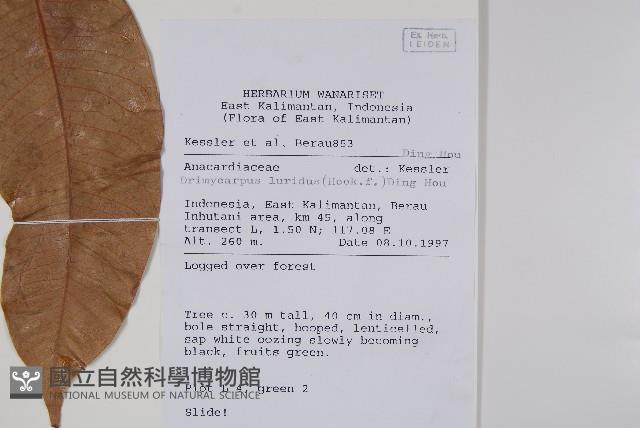 Ex Herb.
LEIDEN
HERBARIUM WANARISET
East Kalimantan, Indonesia
(Flora of East Kalimantan)
Kessler et al. Berau853
Ding Hou
Anacardiaceae det.: Kessler
Drimycarpus luridus (Hook.f.) Ding Hou
Indonesia, East Kalimantan, Berau
Inhutani area, km 45, along
transect L, 1.50 N; 117.08 E
Alt. 260 m. Date 08.10.1997
Logged over forest
Tree c. 30 m tall, 40 cm in diam.,
bole straight, hooped, lenticelled,
sap white oozing slowly becoming
black, fruits green.
Plot L 4, green 2
Slide!
國立自然科學博物館
NATIONAL MUSEUM OF NATURAL SCIENCE